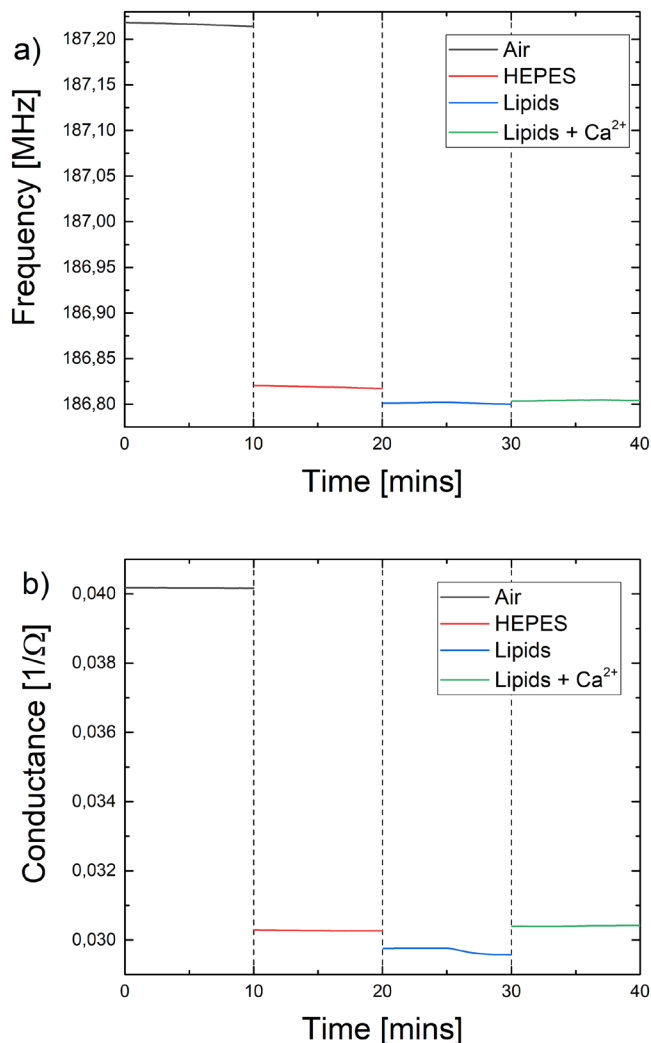 a)
Frequency [MHz]
187,20
187,15
187,10
187,05
187,00
186,95
186,90
186,85
186,80
Air
HEPES
Lipids
Lipids + Ca²⁺
0 10 20 30 40
Time [mins]
b)
Conductance [1/Ω]
0,040
0,038
0,036
0,034
0,032
0,030
Air
HEPES
Lipids
Lipids + Ca²⁺
0 10 20 30 40
Time [mins]